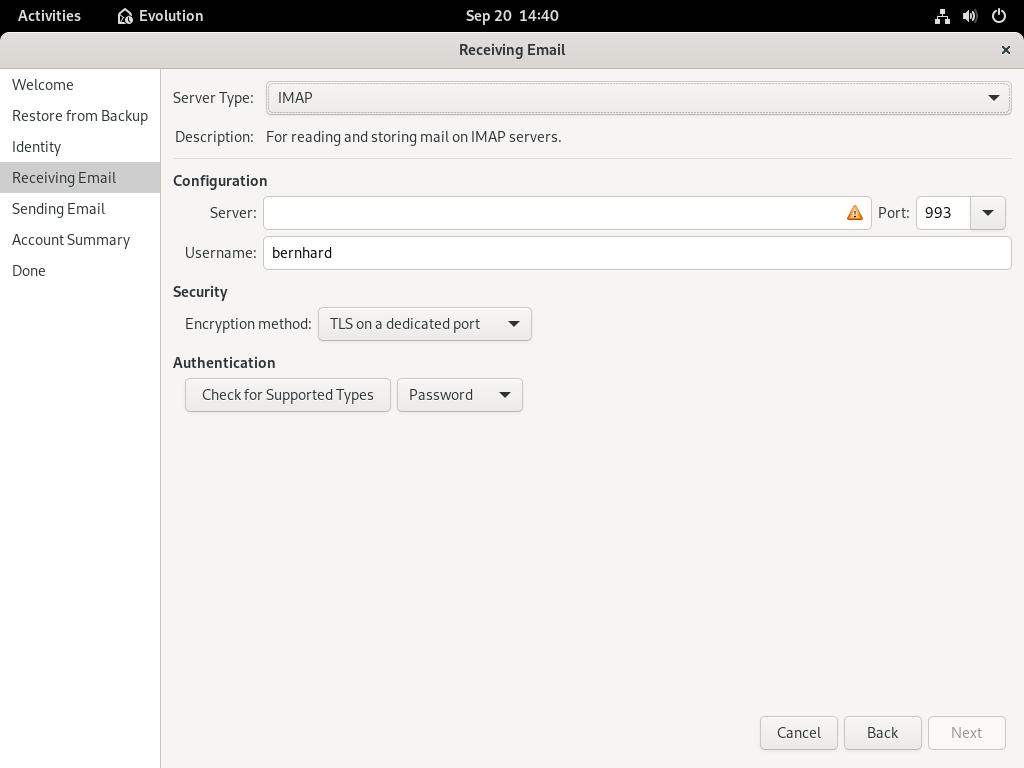 Activities Evolution Sep 20 14:40
Receiving Email
Welcome
Restore from Backup
Identity
Receiving Email
Sending Email
Account Summary
Done
Server Type: IMAP
Description: For reading and storing mail on IMAP servers.
Configuration
Server: Port: 993
Username: bernhard
Security
Encryption method: TLS on a dedicated port
Authentication
Check for Supported Types Password
Cancel Back Next